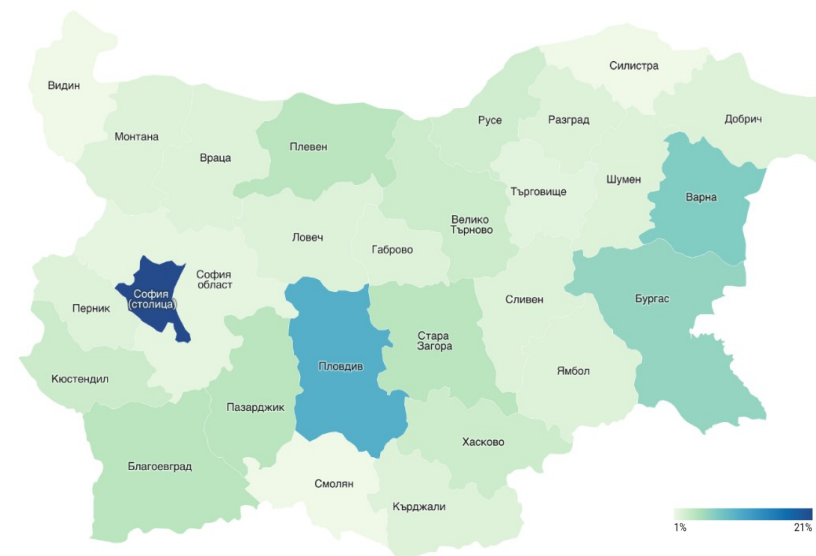 Видин
Силистра
Монтана
Русе
Разград
Добрич
Враца
Плевен
Търговище
Шумен
Варна
Велико
Търново
Ловеч
Габрово
София
област
София
(столица)
Перник
Сливен
Бургас
Стара
Загора
Пловдив
Ямбол
Кюстендил
Пазарджик
Хасково
Благоевград
Смолян
Кърджали
1%
21%